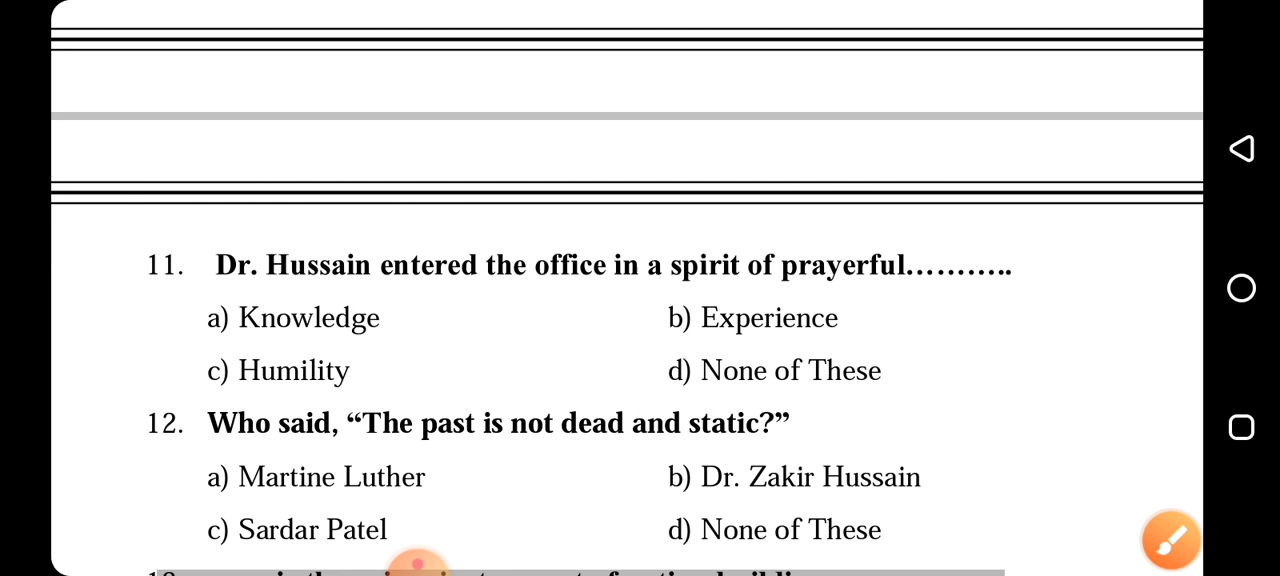 11. Dr. Hussain entered the office in a spirit of prayerful………..
a) Knowledge b) Experience
c) Humility d) None of These
12. Who said, “The past is not dead and static?”
a) Martine Luther b) Dr. Zakir Hussain
c) Sardar Patel d) None of These